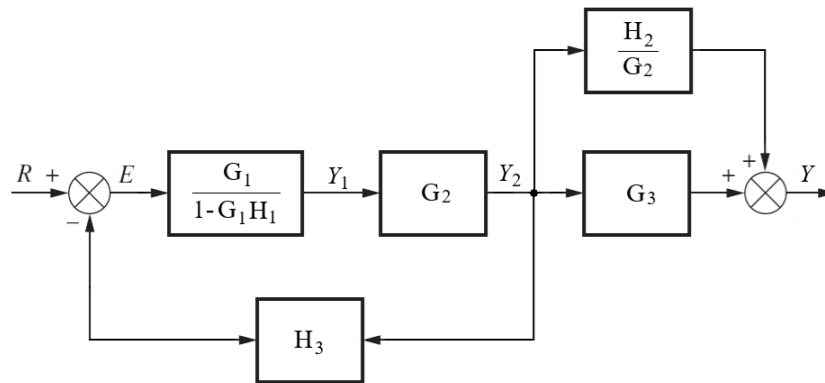 H₂
G₂
R + E
G₁
1-G₁H₁
Y₁
G₂
Y₂
G₃
+
+ Y
−
H₃